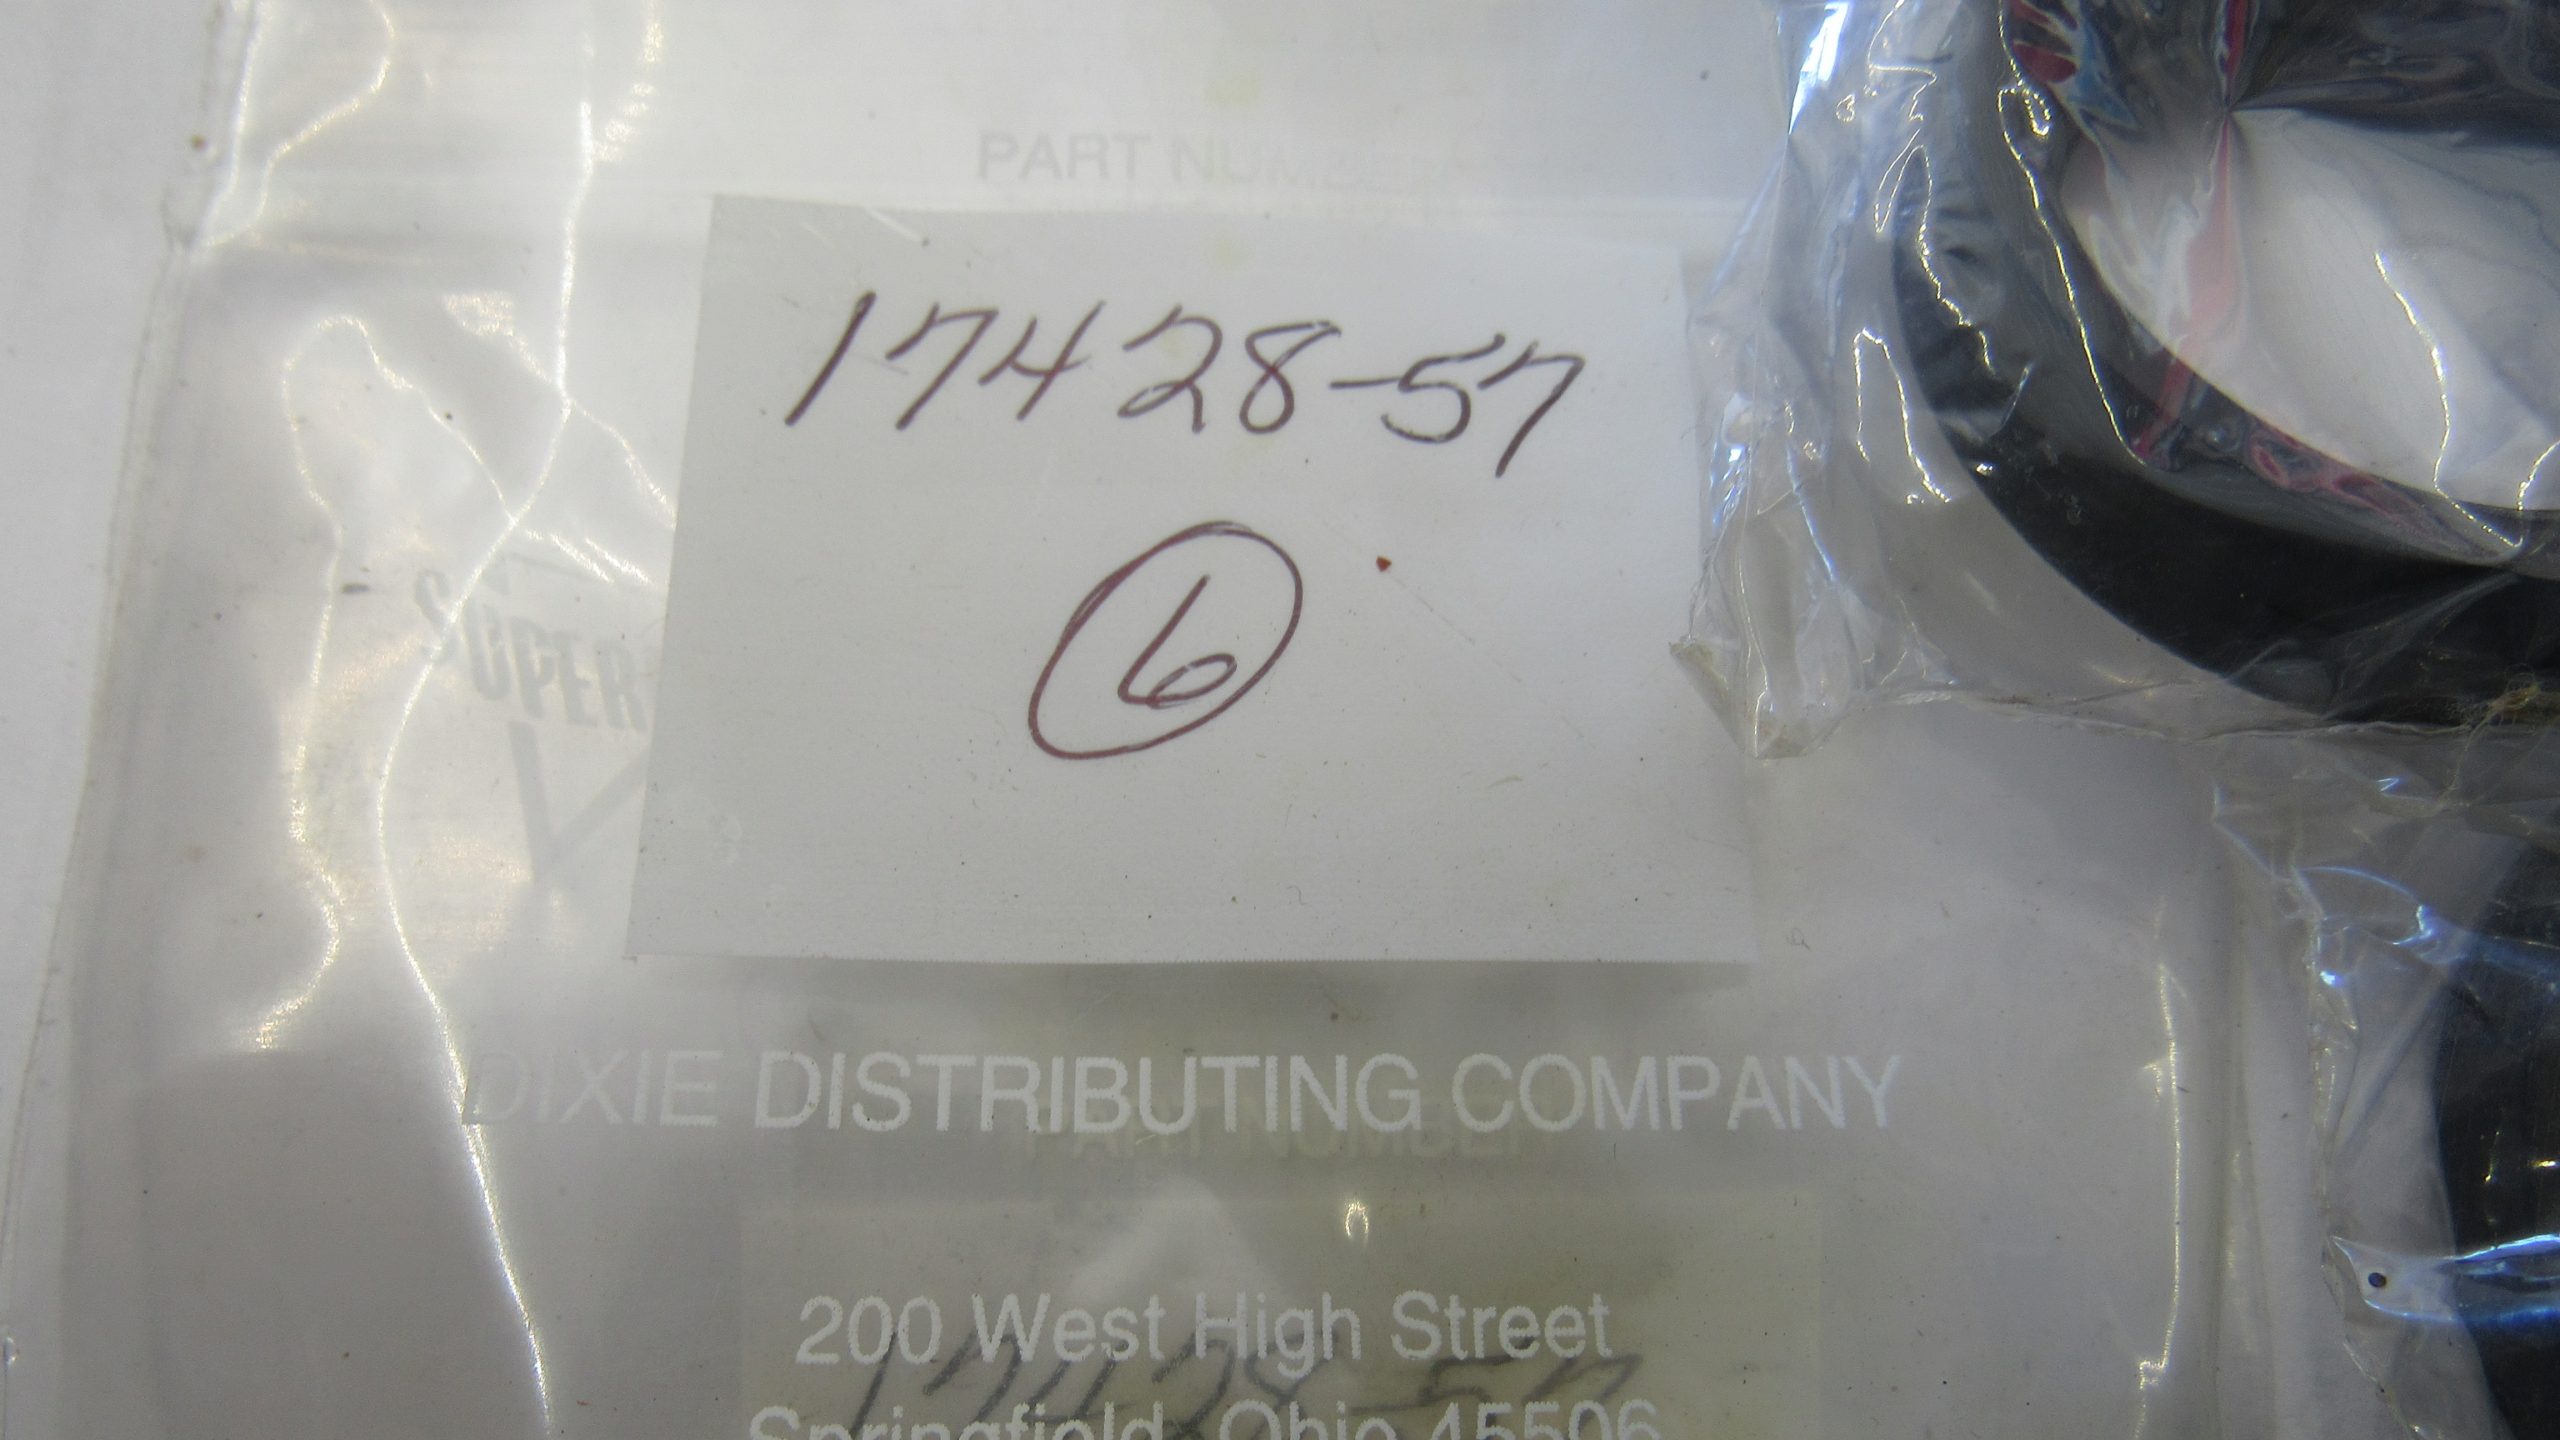 PART NUMBER
17428-57
6
SUPER
DIXIE DISTRIBUTING COMPANY
PART NUMBER
200 West High Street
17428-57
Springfield, Ohio 45506